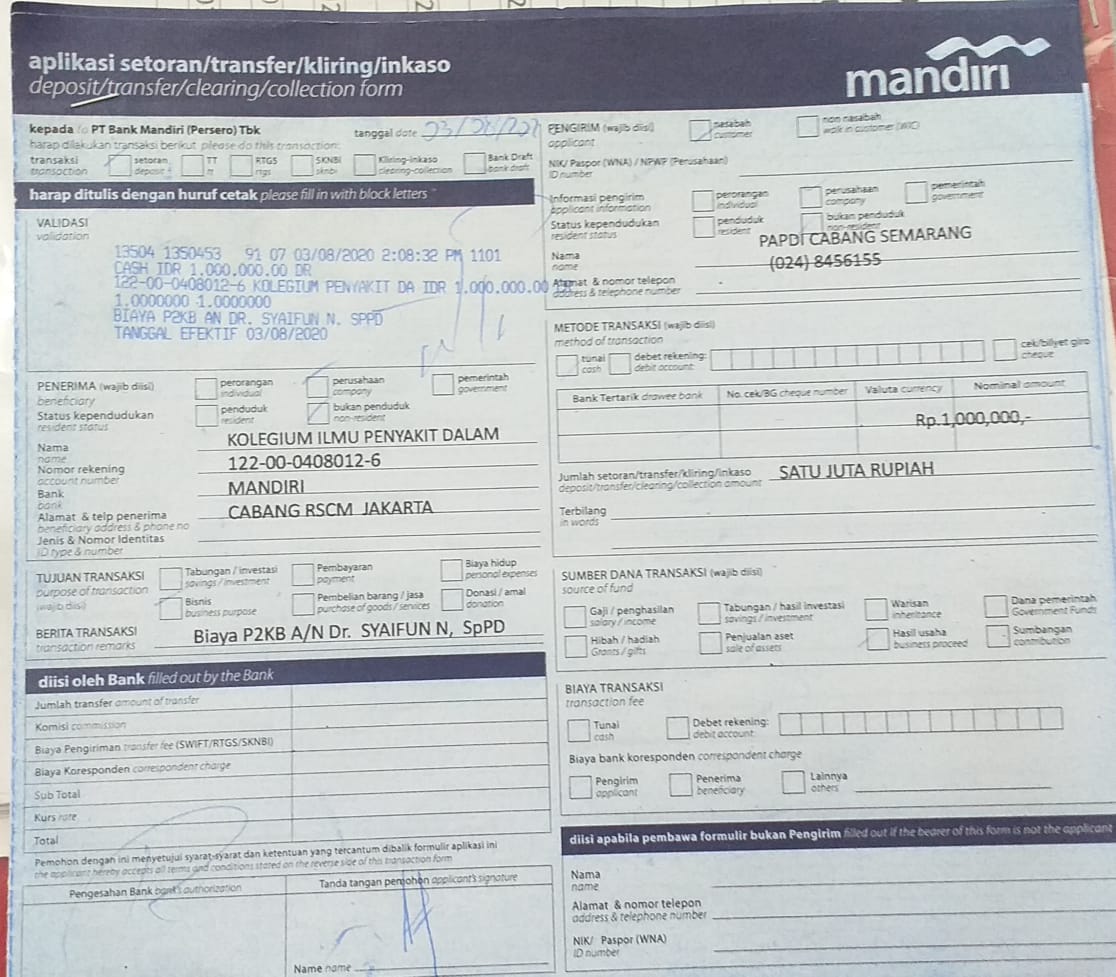 aplikasi setoran/transfer/kliring/inkaso
deposit/transfer/clearing/collection form
mandiri
kepada to PT Bank Mandiri (Persero) Tbk
tanggal date 03/08/202
harap dilakukan transaksi berikut please do this transaction:
transaksi
transaction
setoran
deposit
TT
tt
RTGS
rtgs
SKNBI
sknbi
Kliring-inkaso
clearing-collection
Bank Draft
bank draft
harap ditulis dengan huruf cetak please fill in with block letters
VALIDASI
validation
13504 1350453 91 07 03/08/2020 2:08:32 PM 1101
CASH IDR 1,000,000.00 DR
122-00-0408012-6 KOLEGIUM PENYAKIT DA IDR 1,000,000.00
1.0000000 1.0000000
BIAYA P2KB AN DR. SYAIFUN N. SPPD
TANGGAL EFEKTIF 03/08/2020
PENERIMA (wajib diisi)
beneficiary
perorangan
individual
perusahaan
company
pemerintah
government
Status kependudukan
resident status
penduduk
resident
bukan penduduk
non-resident
Nama
name
KOLEGIUM ILMU PENYAKIT DALAM
Nomor rekening
account number
122-00-0408012-6
Bank
bank
MANDIRI
Alamat & telp penerima
beneficiary address & phone no
CABANG RSCM JAKARTA
Jenis & Nomor Identitas
ID type & number
TUJUAN TRANSAKSI
purpose of transaction
(wajib diisi)
Tabungan / investasi
savings / investment
Pembayaran
payment
Biaya hidup
personal expenses
Bisnis
business purpose
Pembelian barang / jasa
purchase of goods / services
Donasi / amal
donation
BERITA TRANSAKSI
transaction remarks
Biaya P2KB A/N Dr. SYAIFUN N, SpPD
diisi oleh Bank filled out by the Bank
Jumlah transfer amount of transfer
Komisi commission
Biaya Pengiriman transfer fee (SWIFT/RTGS/SKNBI)
Biaya Koresponden correspondent charge
Sub Total
Kurs rate
Total
Pemohon dengan ini menyetujui syarat-syarat dan ketentuan yang tercantum dibalik formulir aplikasi ini
the applicant hereby accepts all terms and conditions stated on the reverse side of this transaction form
Pengesahan Bank bank's authorization
Tanda tangan pemohon applicant's signature
Name name
PENGIRIM (wajib diisi)
applicant
nasabah
customer
non nasabah
walk in customer (WIC)
NIK/ Paspor (WNA) / NPWP (Perusahaan)
ID number
Informasi pengirim
applicant information
perorangan
individual
perusahaan
company
pemerintah
government
Status kependudukan
resident status
penduduk
resident
bukan penduduk
non-resident
Nama
name
PAPDI CABANG SEMARANG
(024) 8456155
Alamat & nomor telepon
address & telephone number
METODE TRANSAKSI (wajib diisi)
method of transaction
tunai
cash
debet rekening:
debit account:
cek/bilyet giro
cheque
Bank Tertarik drawee bank
No. cek/BG cheque number
Valuta currency
Nominal amount
Rp.1,000,000,-
Jumlah setoran/transfer/kliring/inkaso
deposit/transfer/clearing/collection amount
SATU JUTA RUPIAH
Terbilang
in words
SUMBER DANA TRANSAKSI (wajib diisi)
source of fund
Gaji / penghasilan
salary / income
Tabungan / hasil investasi
savings / investment
Warisan
inheritance
Dana pemerintah
Government Funds
Hibah / hadiah
Grants / gifts
Penjualan aset
sale of assets
Hasil usaha
business proceed
Sumbangan
contribution
BIAYA TRANSAKSI
transaction fee
Tunai
cash
Debet rekening:
debit account:
Biaya bank koresponden correspondent charge
Pengirim
applicant
Penerima
beneficiary
Lainnya
others
diisi apabila pembawa formulir bukan Pengirim filled out if the bearer of this form is not the applicant
Nama
name
Alamat & nomor telepon
address & telephone number
NIK/ Paspor (WNA)
ID number